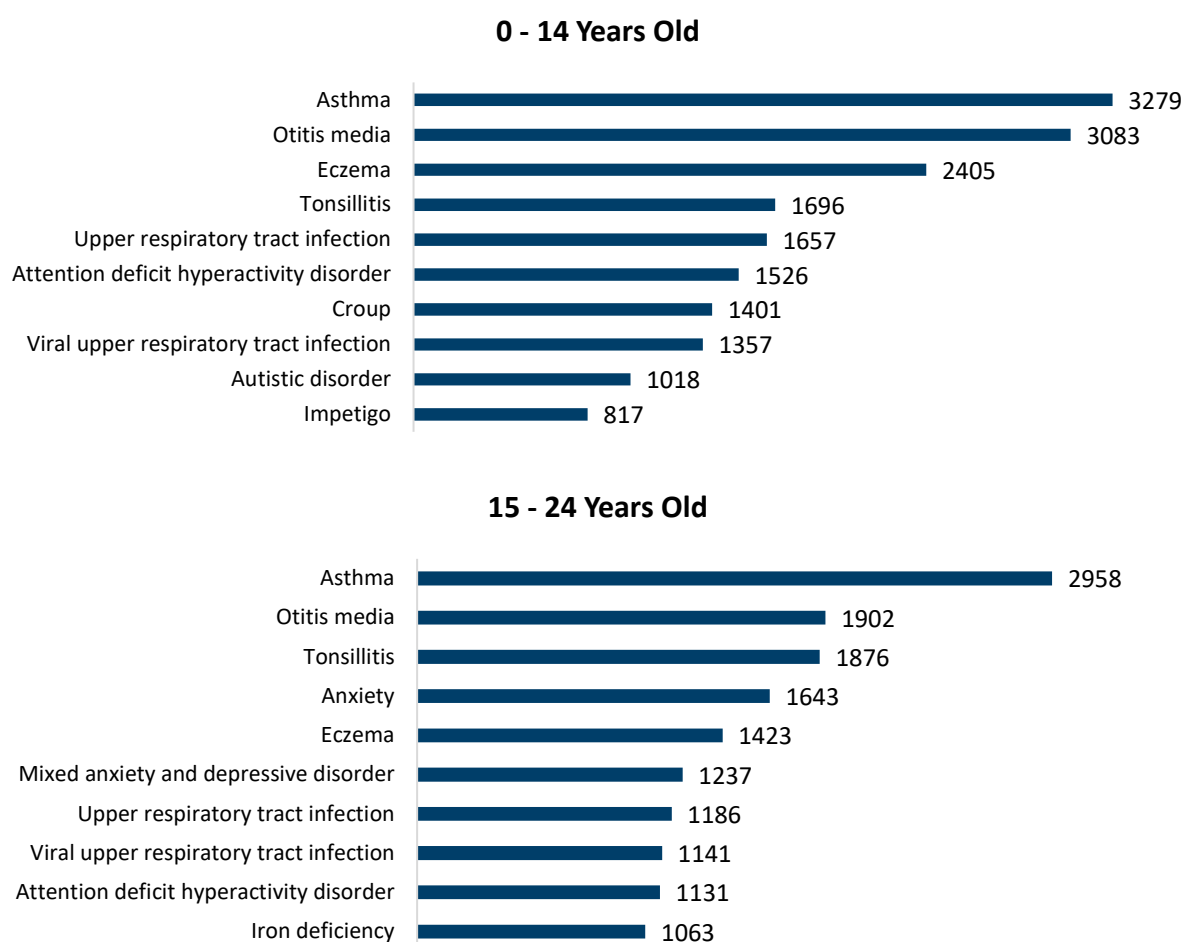 0 - 14 Years Old
Asthma 3279
Otitis media 3083
Eczema 2405
Tonsillitis 1696
Upper respiratory tract infection 1657
Attention deficit hyperactivity disorder 1526
Croup 1401
Viral upper respiratory tract infection 1357
Autistic disorder 1018
Impetigo 817
15 - 24 Years Old
Asthma 2958
Otitis media 1902
Tonsillitis 1876
Anxiety 1643
Eczema 1423
Mixed anxiety and depressive disorder 1237
Upper respiratory tract infection 1186
Viral upper respiratory tract infection 1141
Attention deficit hyperactivity disorder 1131
Iron deficiency 1063